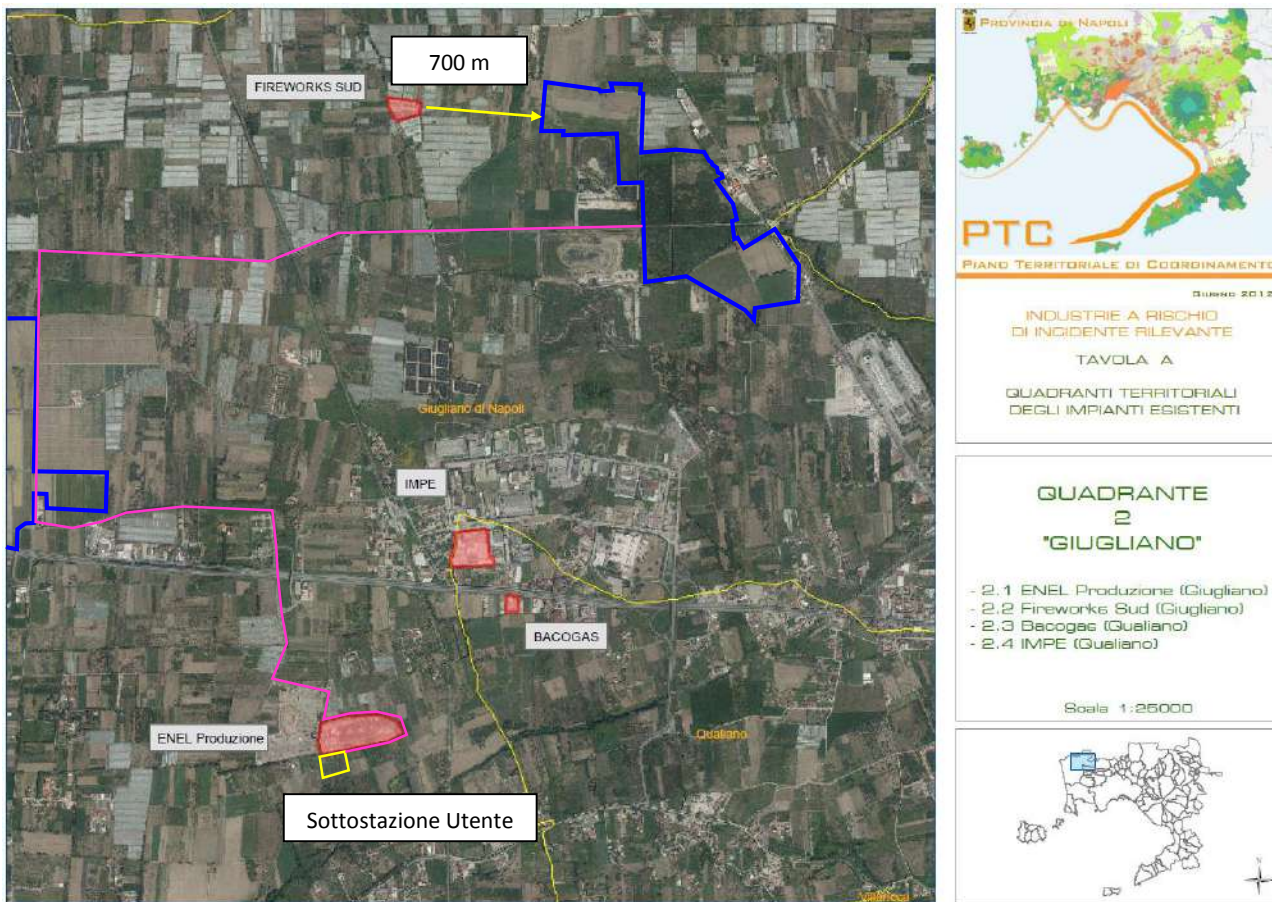 700 m
FIREWORKS SUD
Giugliano di Napoli
IMPE
BACOGAS
ENEL Produzione
Qualiano
Sottostazione Utente
PROVINCIA DI NAPOLI
PTC
PIANO TERRITORIALE DI COORDINAMENTO
INDUSTRIE A RISCHIO
DI INCIDENTE RILEVANTE
TAVOLA A
QUADRANTI TERRITORIALI
DEGLI IMPIANTI ESISTENTI
QUADRANTE
2
"GIUGLIANO"
- 2.1 ENEL Produzione (Giugliano)
- 2.2 Fireworks Sud (Giugliano)
- 2.3 Bacogas (Qualiano)
- 2.4 IMPE (Qualiano)
Scala 1:25000